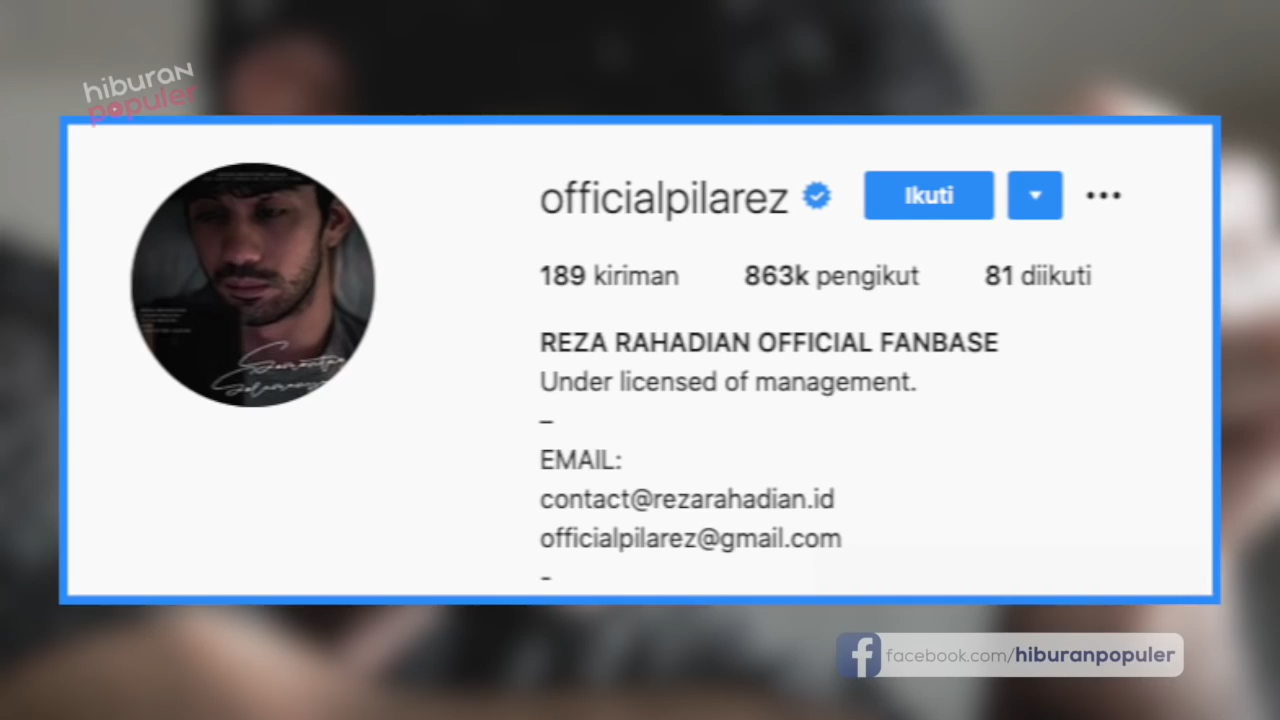 hiburan
populer
officialpilarez
Ikuti
189 kiriman 863k pengikut 81 diikuti
REZA RAHADIAN OFFICIAL FANBASE
Under licensed of management.
–
EMAIL:
contact@rezarahadian.id
officialpilarez@gmail.com
-
facebook.com/hiburanpopuler